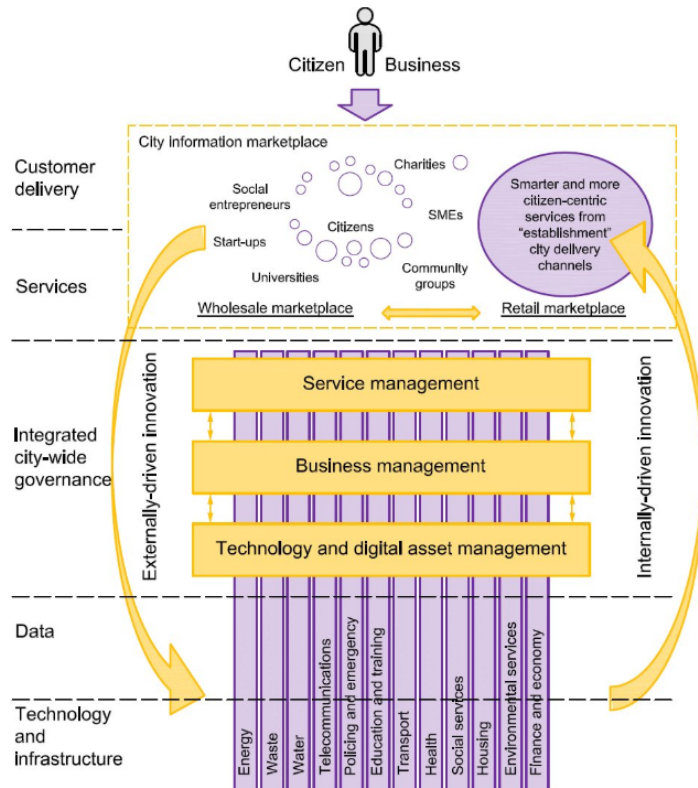 Citizen Business
City information marketplace
Customer
delivery
Charities
Social
entrepreneurs
SMEs
Citizens
Start-ups
Universities
Community
groups
Smarter and more
citizen-centric
services from
"establishment"
city delivery
channels
Services
Wholesale marketplace
Retail marketplace
Integrated
city-wide
governance
Externally-driven innovation
Service management
Business management
Technology and digital asset management
Internally-driven innovation
Data
Technology and
infrastructure
Energy
Waste
Water
Telecommunications
Policing and emergency
Education and training
Transport
Health
Social services
Housing
Environmental services
Finance and economy